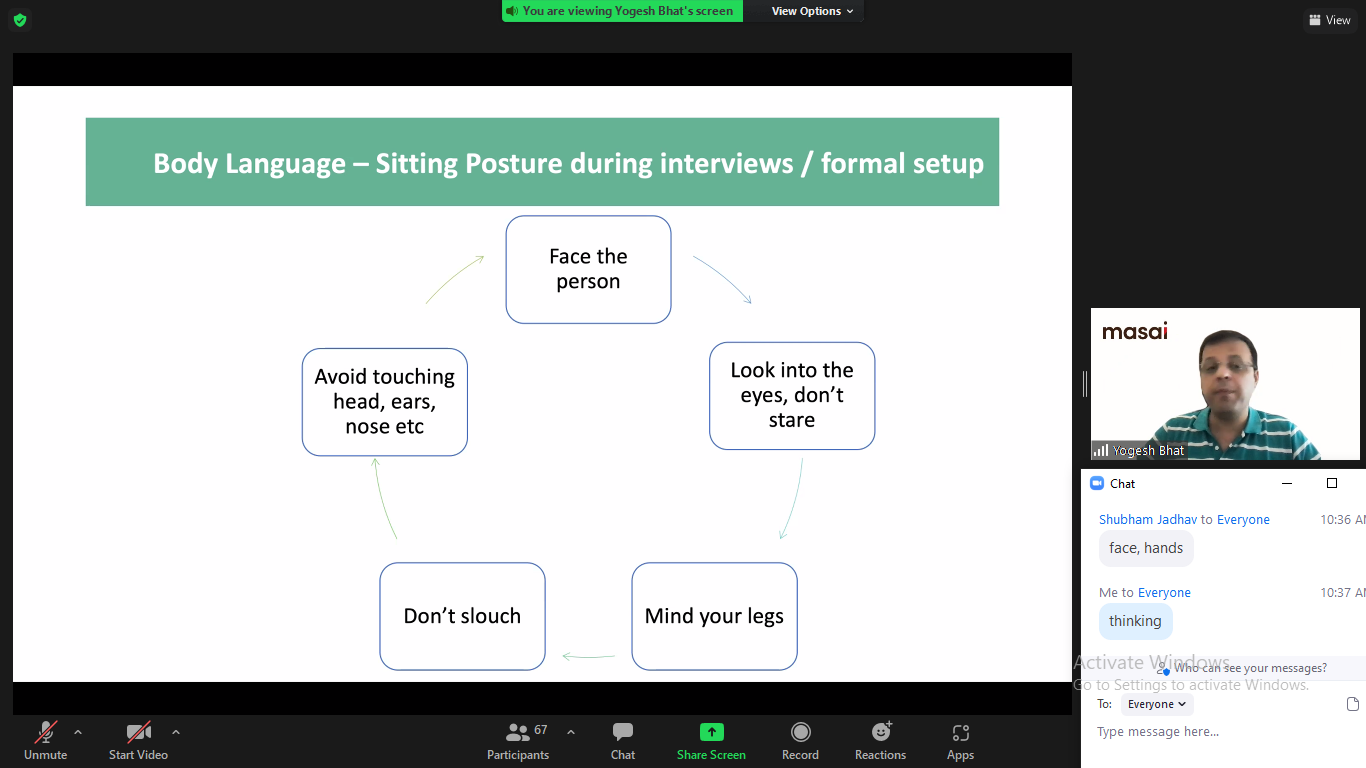 You are viewing Yogesh Bhat's screen
View Options
View
Body Language – Sitting Posture during interviews / formal setup
Face the
person
Look into the
eyes, don't
stare
Mind your legs
Don't slouch
Avoid touching
head, ears,
nose etc
masai
Yogesh Bhat
Chat
Shubham Jadhav to Everyone 10:36 AM
face, hands
Me to Everyone 10:37 AM
thinking
Who can see your messages?
Activate Windows
Go to Settings to activate Windows.
To: Everyone
Type message here...
Unmute
Start Video
67
Participants
Chat
Share Screen
Record
Reactions
Apps